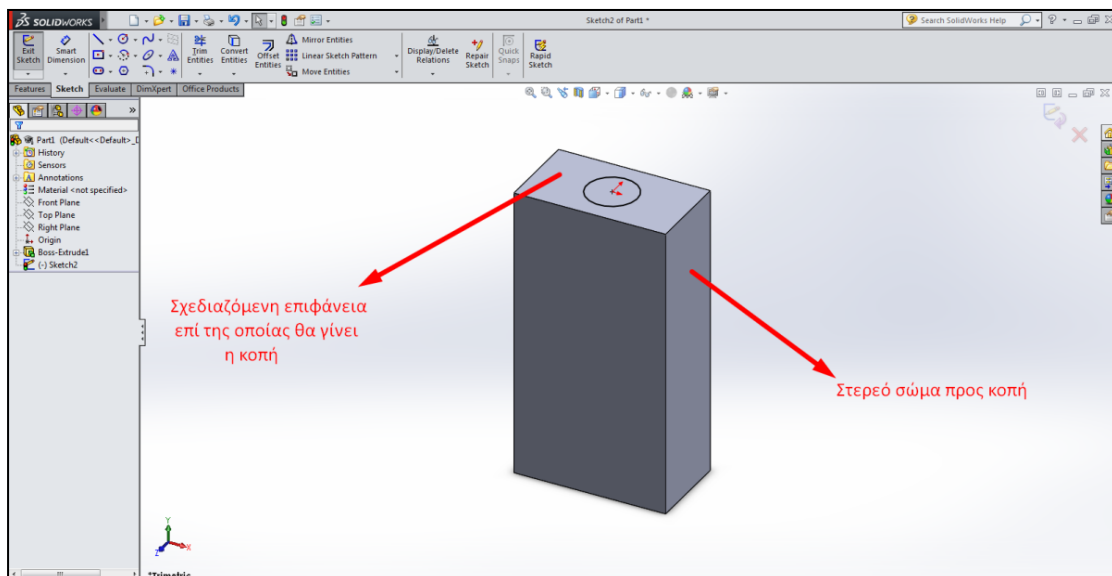 SOLIDWORKS
Sketch2 of Part1 *
Search SolidWorks Help
Exit Sketch
Smart Dimension
Trim Entities
Convert Entities
Offset Entities
Mirror Entities
Linear Sketch Pattern
Move Entities
Display/Delete Relations
Repair Sketch
Quick Snaps
Rapid Sketch
Features Sketch Evaluate DimXpert Office Products
Part1 (Default<<Default>_D
History
Sensors
Annotations
Material <not specified>
Front Plane
Top Plane
Right Plane
Origin
Boss-Extrude1
(-) Sketch2
Σχεδιαζόμενη επιφάνεια
επί της οποίας θα γίνει
η κοπή
Στερεό σώμα προς κοπή
Y
X
Z
*Trimetric